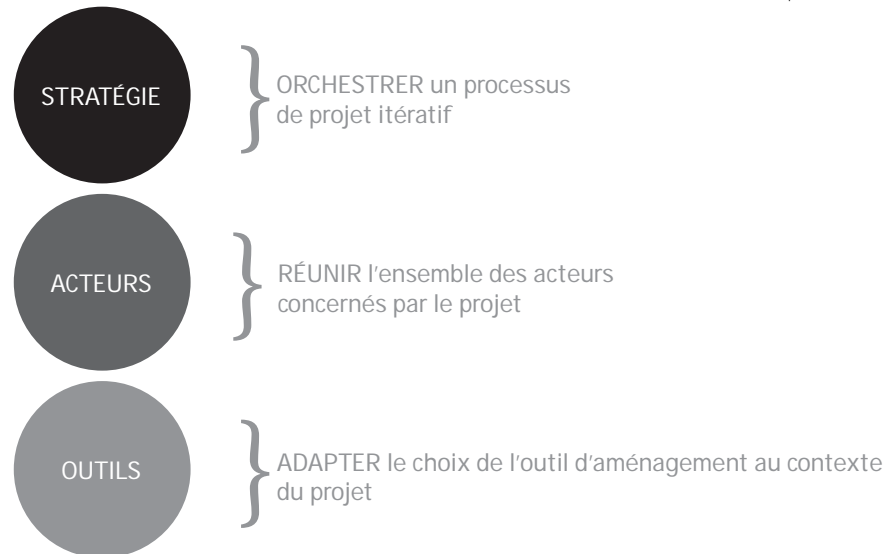 STRATÉGIE
ORCHESTRER un processus
de projet itératif
ACTEURS
RÉUNIR l'ensemble des acteurs
concernés par le projet
OUTILS
ADAPTER le choix de l'outil d'aménagement au contexte
du projet